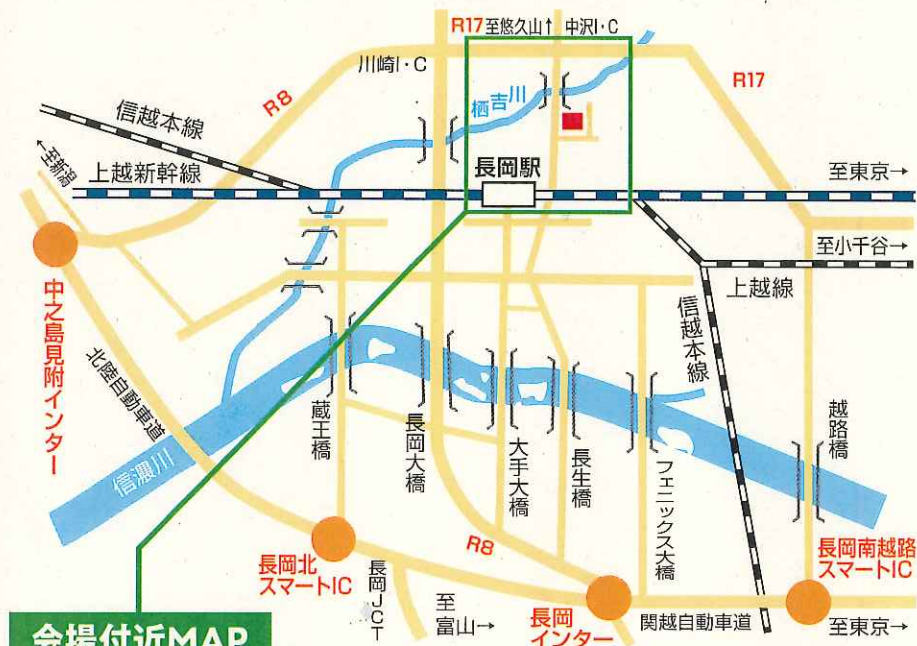 R17 至悠久山↑ 中沢I・C
川崎I・C
R8
栖吉川
R17
信越本線
↑至新潟
上越新幹線
長岡駅
至東京→
至小千谷→
上越線
信越本線
中之島見附インター
北陸自動車道
信濃川
蔵王橋
長岡大橋
大手大橋
長生橋
フェニックス大橋
越路橋
長岡北
スマートIC
長岡JCT
R8
至
富山→
長岡
インター
関越自動車道
長岡南越路
スマートIC
至東京→
会場付近MAP